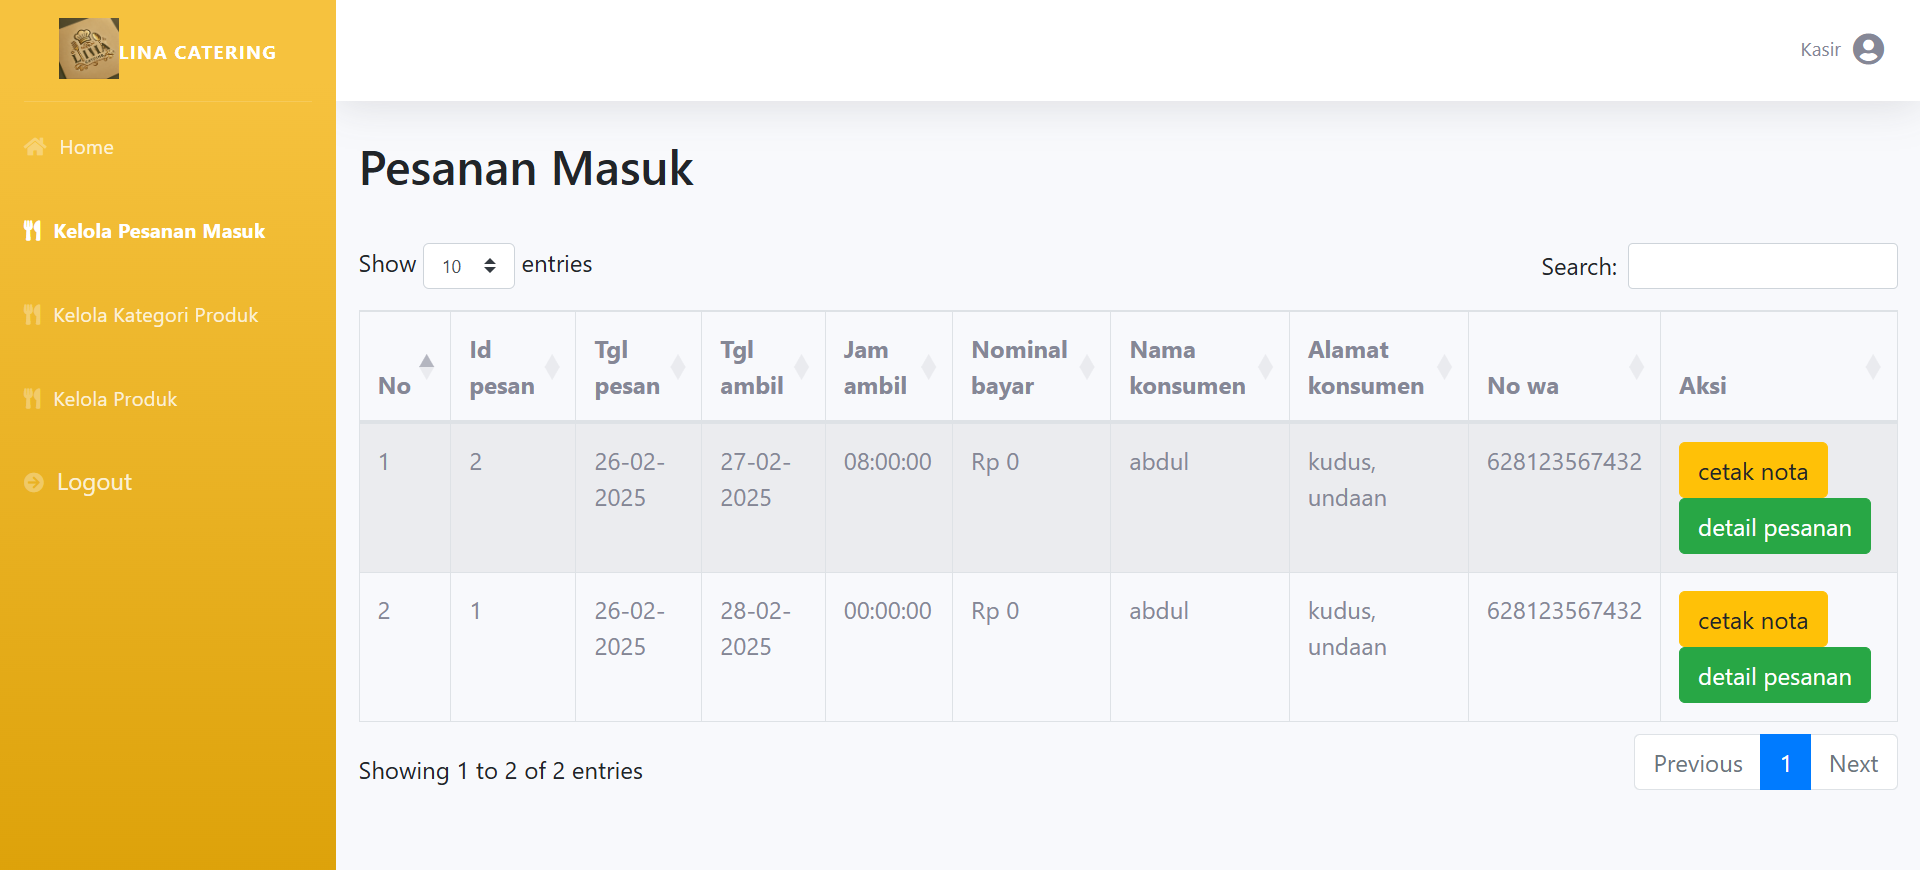 LINA
LINA CATERING
Kasir
Home
Kelola Pesanan Masuk
Kelola Kategori Produk
Kelola Produk
Logout
Pesanan Masuk
Show 10 entries
Search:
No Id pesan Tgl pesan Tgl ambil Jam ambil Nominal bayar Nama konsumen Alamat konsumen No wa Aksi
1 2 26-02-2025 27-02-2025 08:00:00 Rp 0 abdul kudus, undaan 628123567432 cetak nota
detail pesanan
2 1 26-02-2025 28-02-2025 00:00:00 Rp 0 abdul kudus, undaan 628123567432 cetak nota
detail pesanan
Showing 1 to 2 of 2 entries
Previous 1 Next